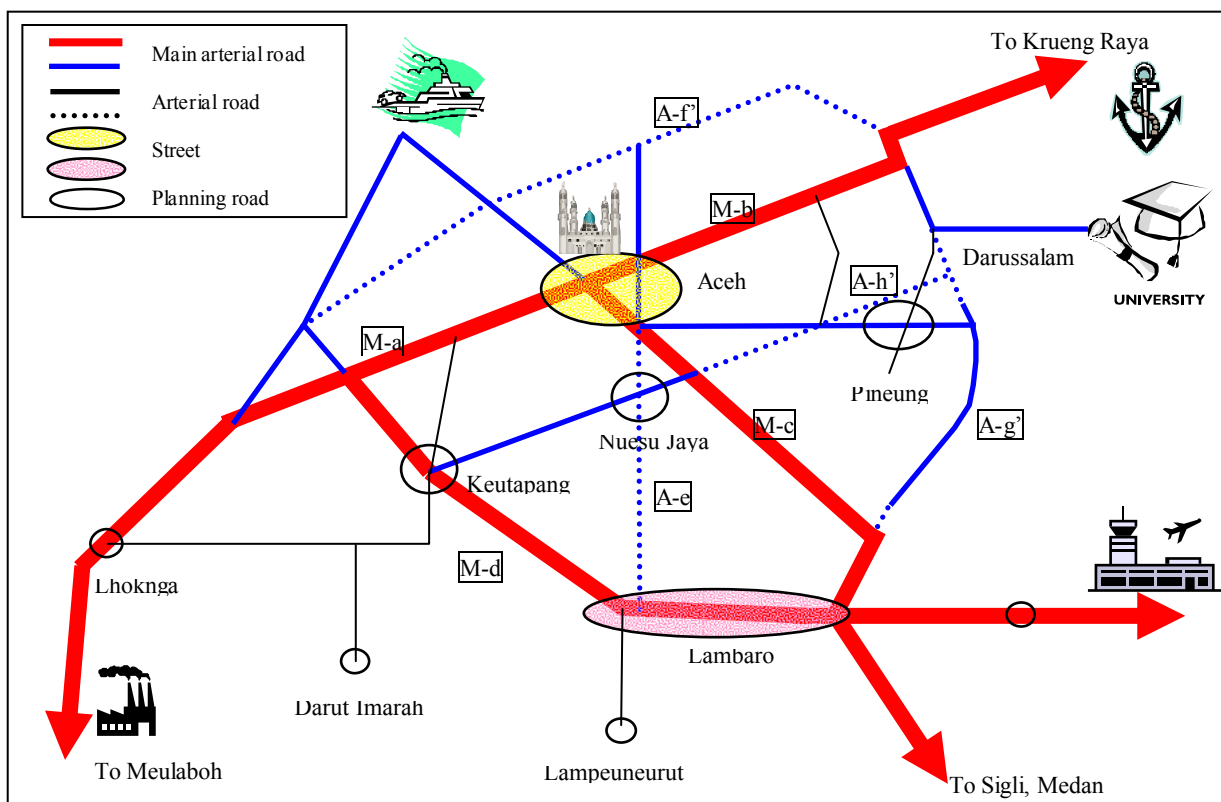 Main arterial road
Arterial road
Street
Planning road
To Krueng Raya
A-f’
M-b
Darussalam
UNIVERSITY
Aceh
A-h’
M-a
Pineung
Nuesu Jaya
M-c
A-g’
Keutapang
A-e
M-d
Lhoknga
Lambaro
Darut Imarah
To Meulaboh
Lampeuneurut
To Sigli, Medan